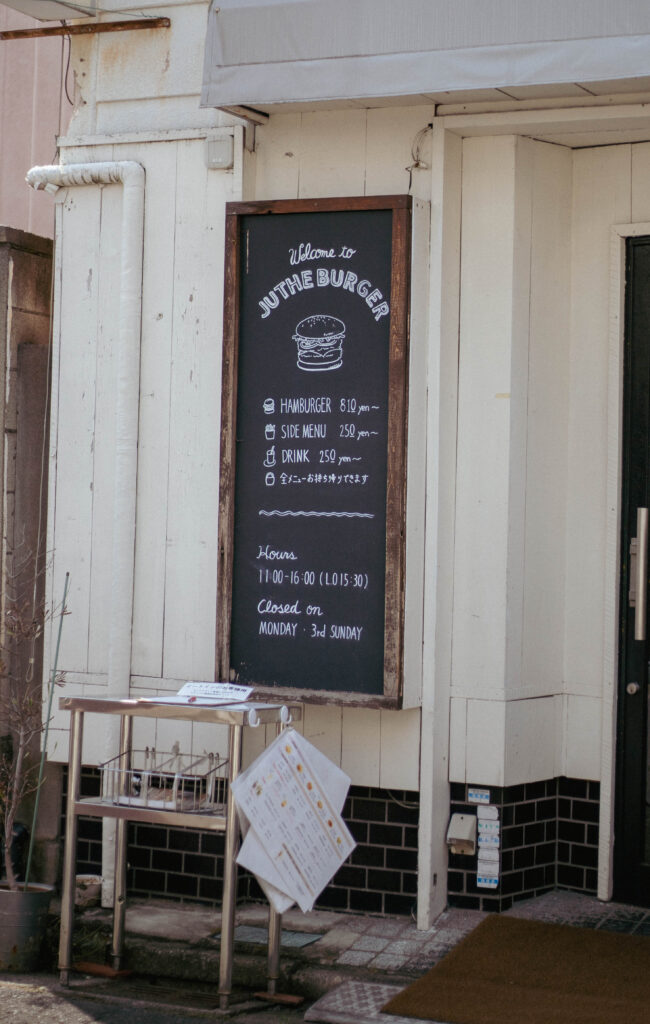 Welcome to
JUTHE BURGER
HAMBURGER 810 yen~
SIDE MENU 250 yen~
DRINK 250 yen~
全メニューお持ち帰りできます
Hours
11:00-16:00 (L.O 15:30)
Closed on
MONDAY · 3rd SUNDAY